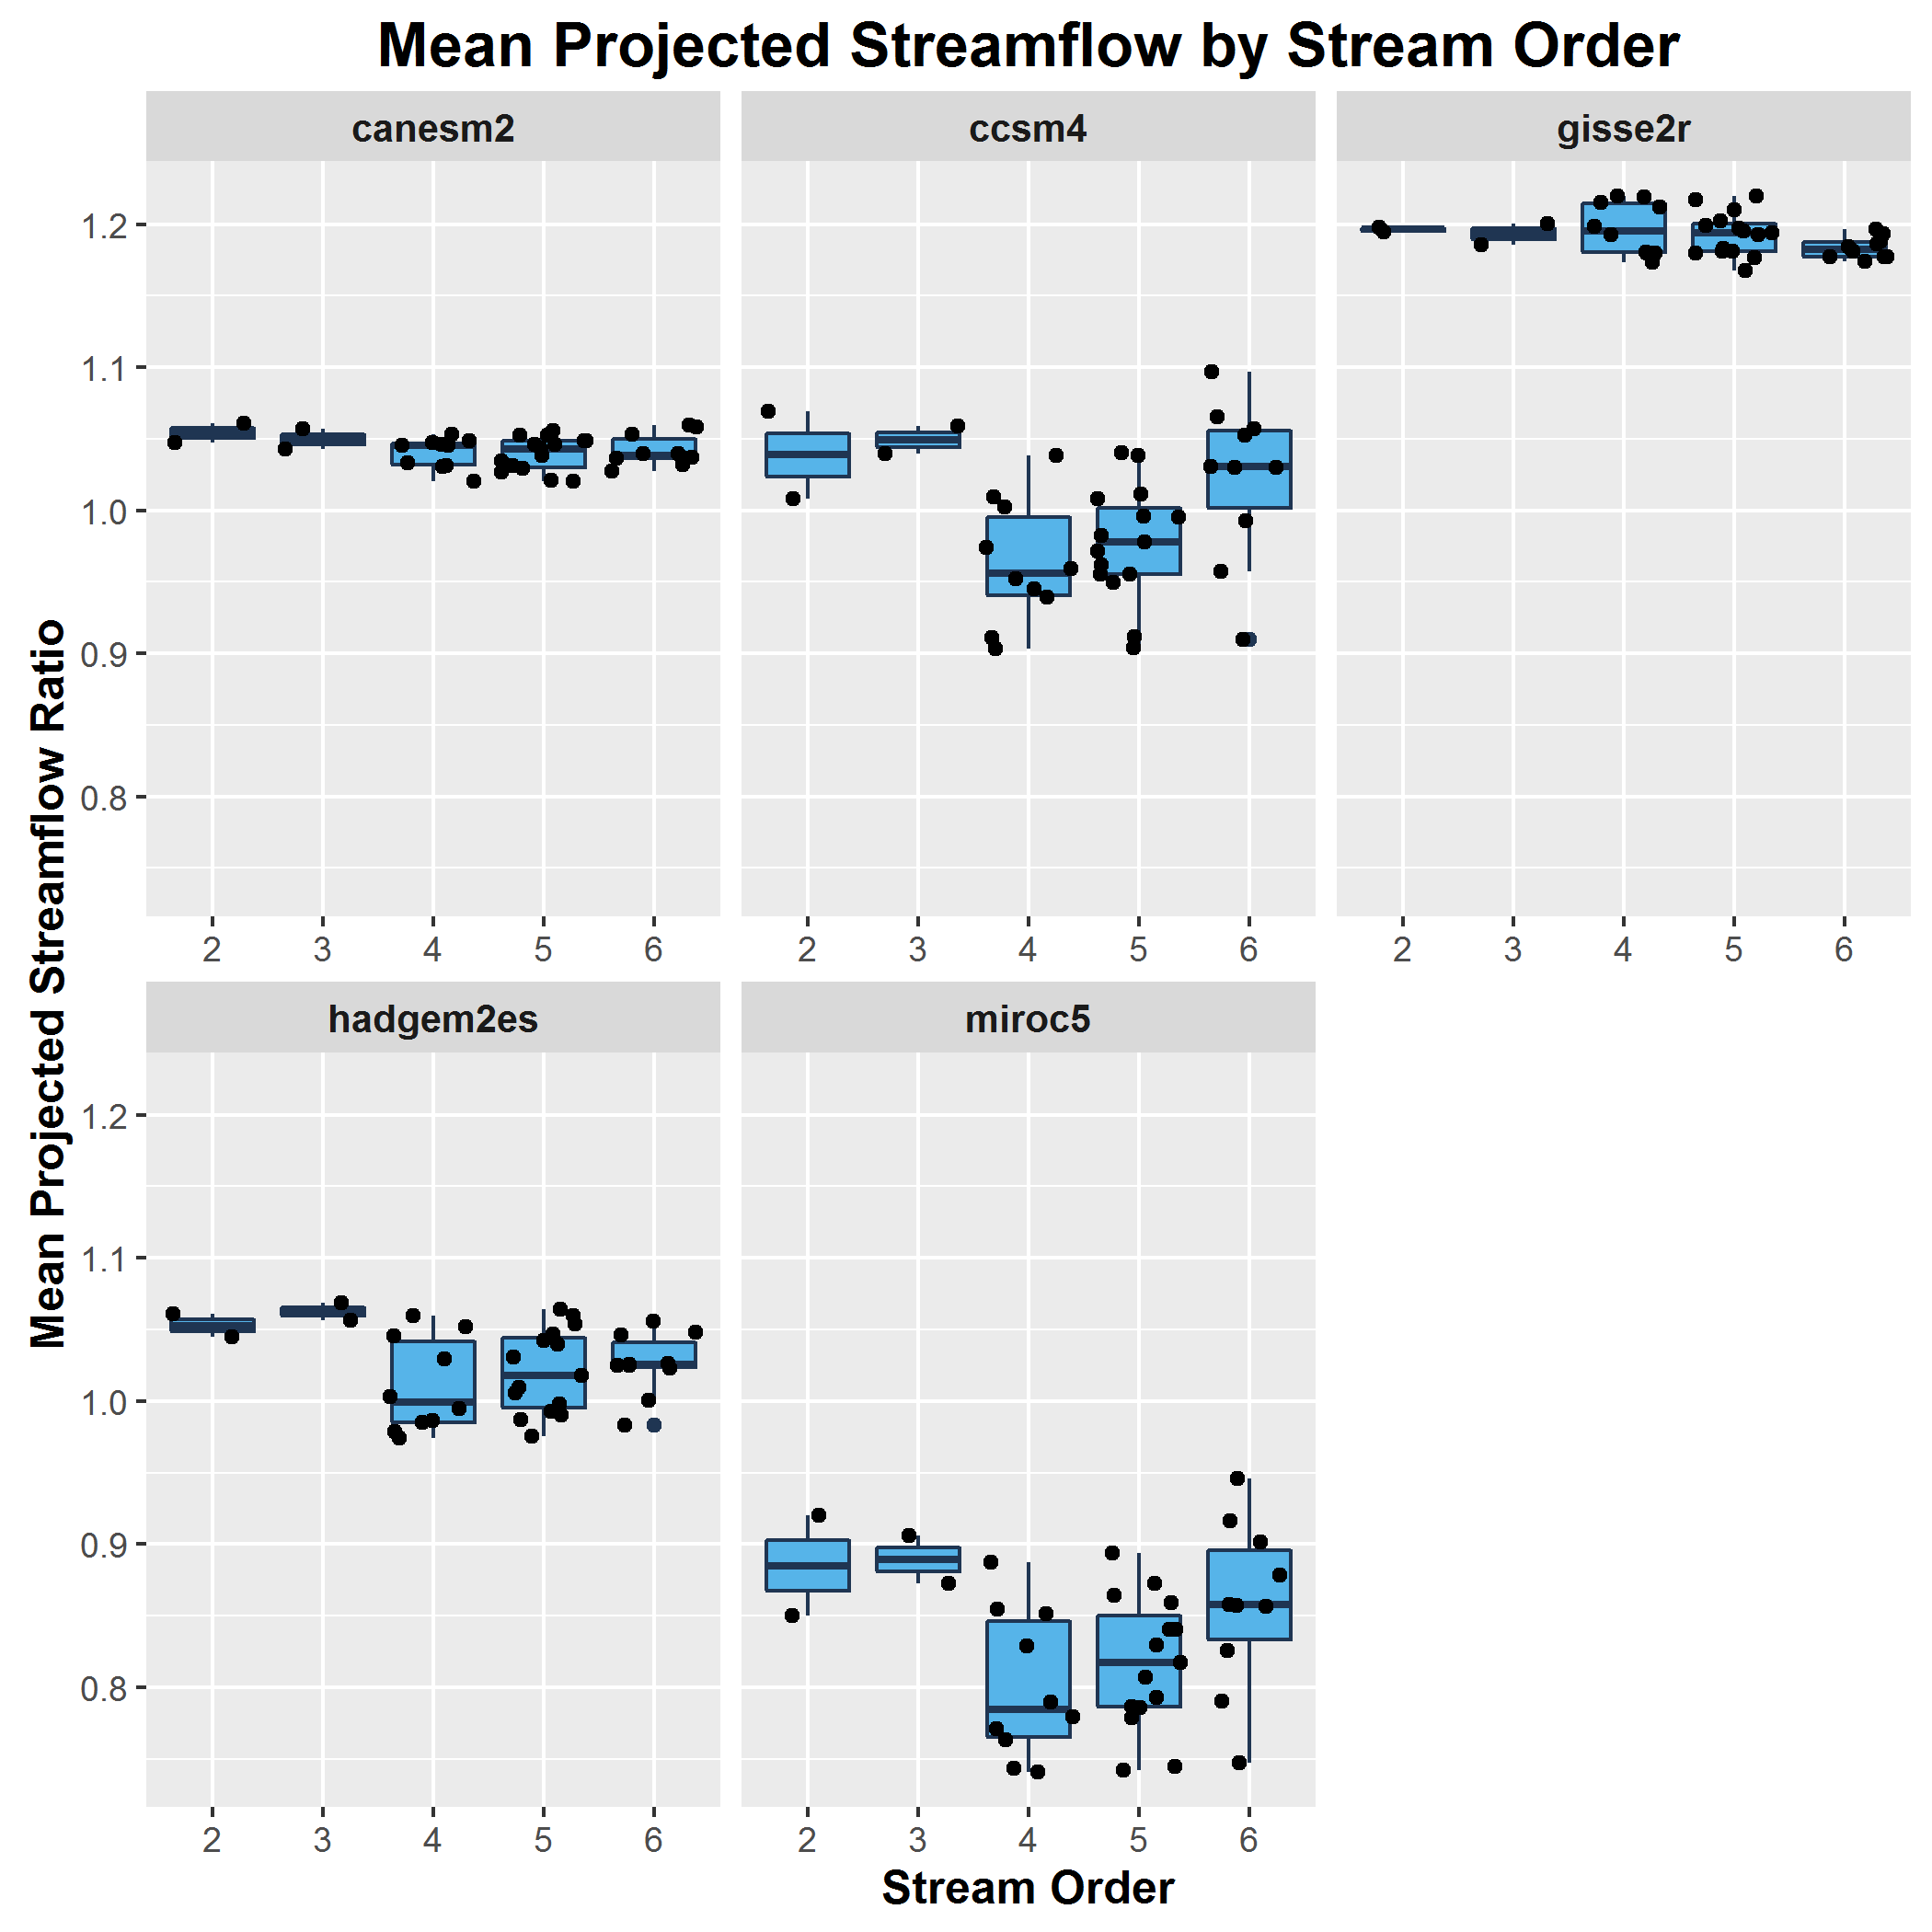 Mean Projected Streamflow by Stream Order
canesm2
ccsm4
gisse2r
1.2
1.1
1.0
0.9
0.8
2 3 4 5 6
2 3 4 5 6
2 3 4 5 6
Mean Projected Streamflow Ratio
hadgem2es
miroc5
1.2
1.1
1.0
0.9
0.8
2 3 4 5 6
2 3 4 5 6
Stream Order